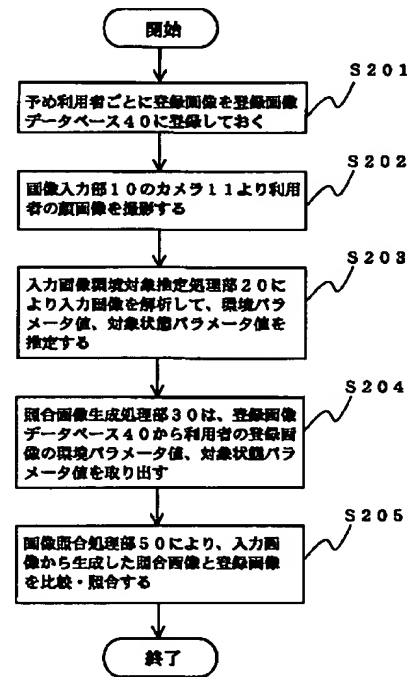 開始
S201
予め利用者ごとに登録画像を登録画像
データベース40に登録しておく
S202
画像入力部10のカメラ11より利用
者の顔画像を撮影する
S203
入力画像環境対象推定処理部20に
より入力画像を解析して、環境パラ
メータ値、対象状態パラメータ値を
推定する
S204
照合画像生成処理部30は、登録画像
データベース40から利用者の登録画
像の環境パラメータ値、対象状態パラ
メータ値を取り出す
S205
画像照合処理部50により、入力画
像から生成した照合画像と登録画像
を比較・照合する
終了